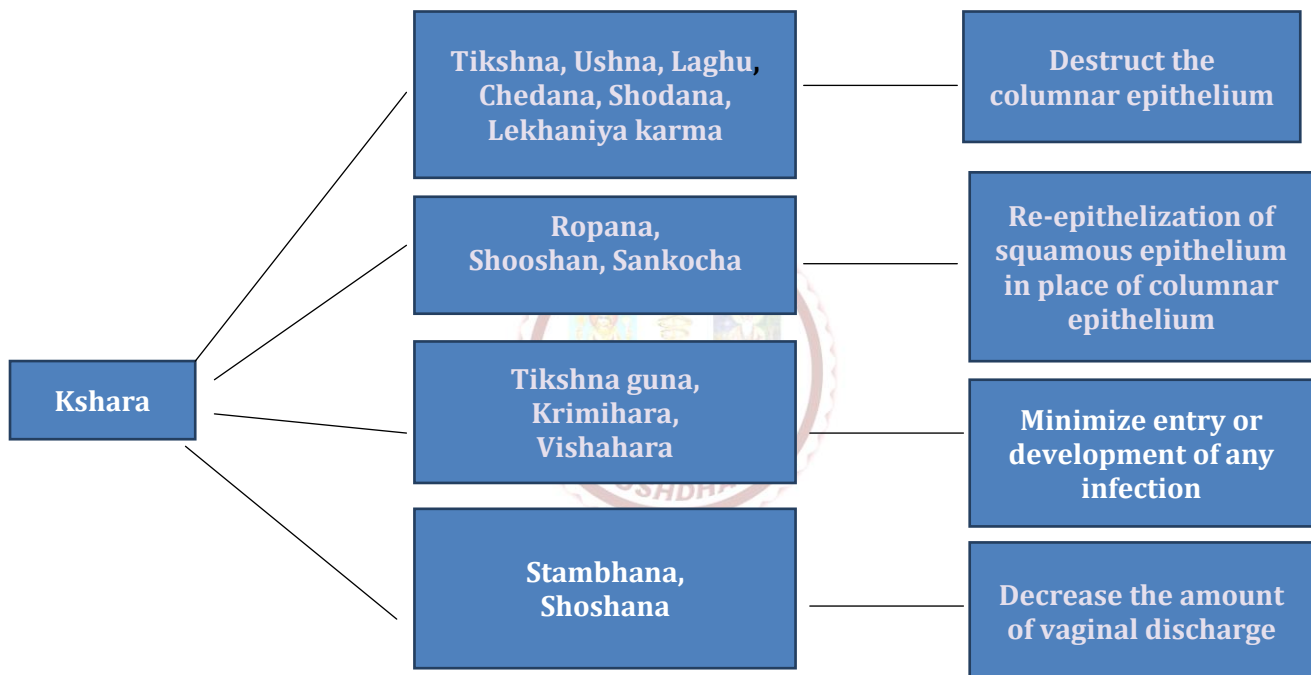 Kshara
Tikshna, Ushna, Laghu,
Chedana, Shodana,
Lekhaniya karma
Destruct the
columnar epithelium
Ropana,
Shooshan, Sankocha
Re-epithelization of
squamous epithelium
in place of columnar
epithelium
Tikshna guna,
Krimihara,
Vishahara
Minimize entry or
development of any
infection
Stambhana,
Shoshana
Decrease the amount
of vaginal discharge